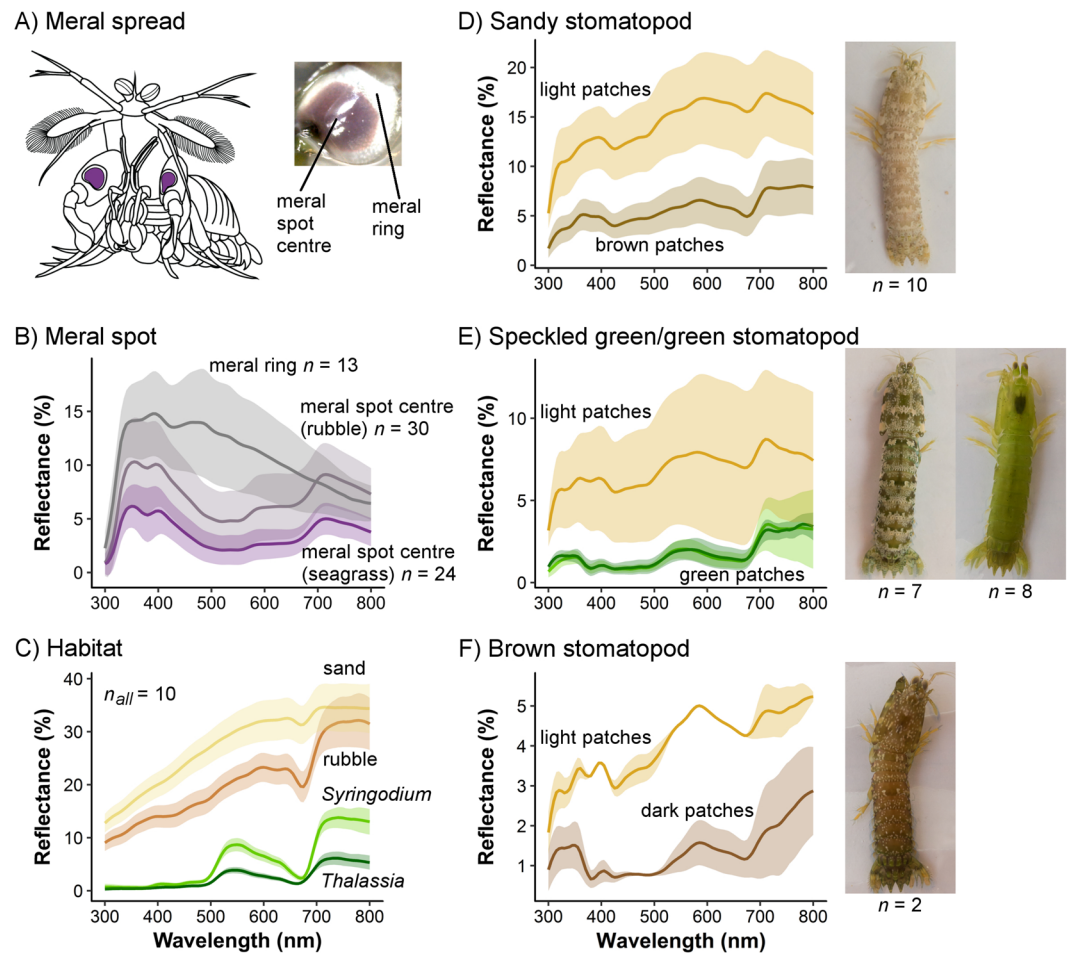 A) Meral spread
meral
spot
centre
meral
ring
B) Meral spot
meral ring n = 13
meral spot centre
(rubble) n = 30
meral spot centre
(seagrass) n = 24
Reflectance (%)
15
10
5
0
300 400 500 600 700 800
C) Habitat
n all = 10
sand
rubble
Syringodium
Thalassia
Reflectance (%)
40
30
20
10
0
300 400 500 600 700 800
Wavelength (nm)
D) Sandy stomatopod
light patches
brown patches
Reflectance (%)
20
15
10
5
0
300 400 500 600 700 800
n = 10
E) Speckled green/green stomatopod
light patches
green patches
Reflectance (%)
10
5
0
300 400 500 600 700 800
n = 7
n = 8
F) Brown stomatopod
light patches
dark patches
Reflectance (%)
5
4
3
2
1
300 400 500 600 700 800
Wavelength (nm)
n = 2